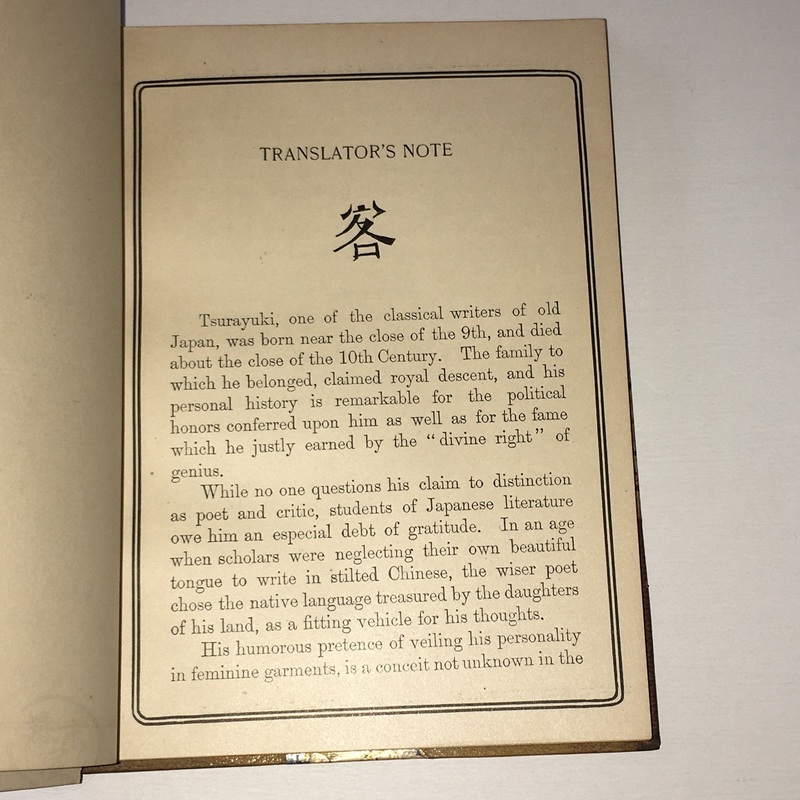 TRANSLATOR'S NOTE
客
Tsurayuki, one of the classical writers of old
Japan, was born near the close of the 9th, and died
about the close of the 10th Century. The family to
which he belonged, claimed royal descent, and his
personal history is remarkable for the political
honors conferred upon him as well as for the fame
which he justly earned by the "divine right" of
genius.
While no one questions his claim to distinction
as poet and critic, students of Japanese literature
owe him an especial debt of gratitude. In an age
when scholars were neglecting their own beautiful
tongue to write in stilted Chinese, the wiser poet
chose the native language treasured by the daughters
of his land, as a fitting vehicle for his thoughts.
His humorous pretence of veiling his personality
in feminine garments, is a conceit not unknown in the